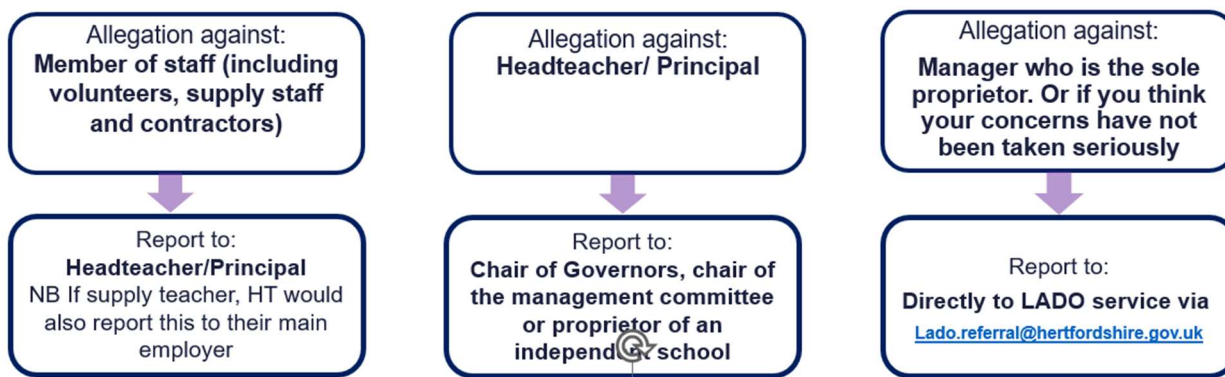 Allegation against:
Member of staff (including
volunteers, supply staff
and contractors)
Report to:
Headteacher/Principal
NB If supply teacher, HT would
also report this to their main
employer
Allegation against:
Headteacher/ Principal
Report to:
Chair of Governors, chair of
the management committee
or proprietor of an
independent school
Allegation against:
Manager who is the sole
proprietor. Or if you think
your concerns have not
been taken seriously
Report to:
Directly to LADO service via
Lado.referral@hertfordshire.gov.uk